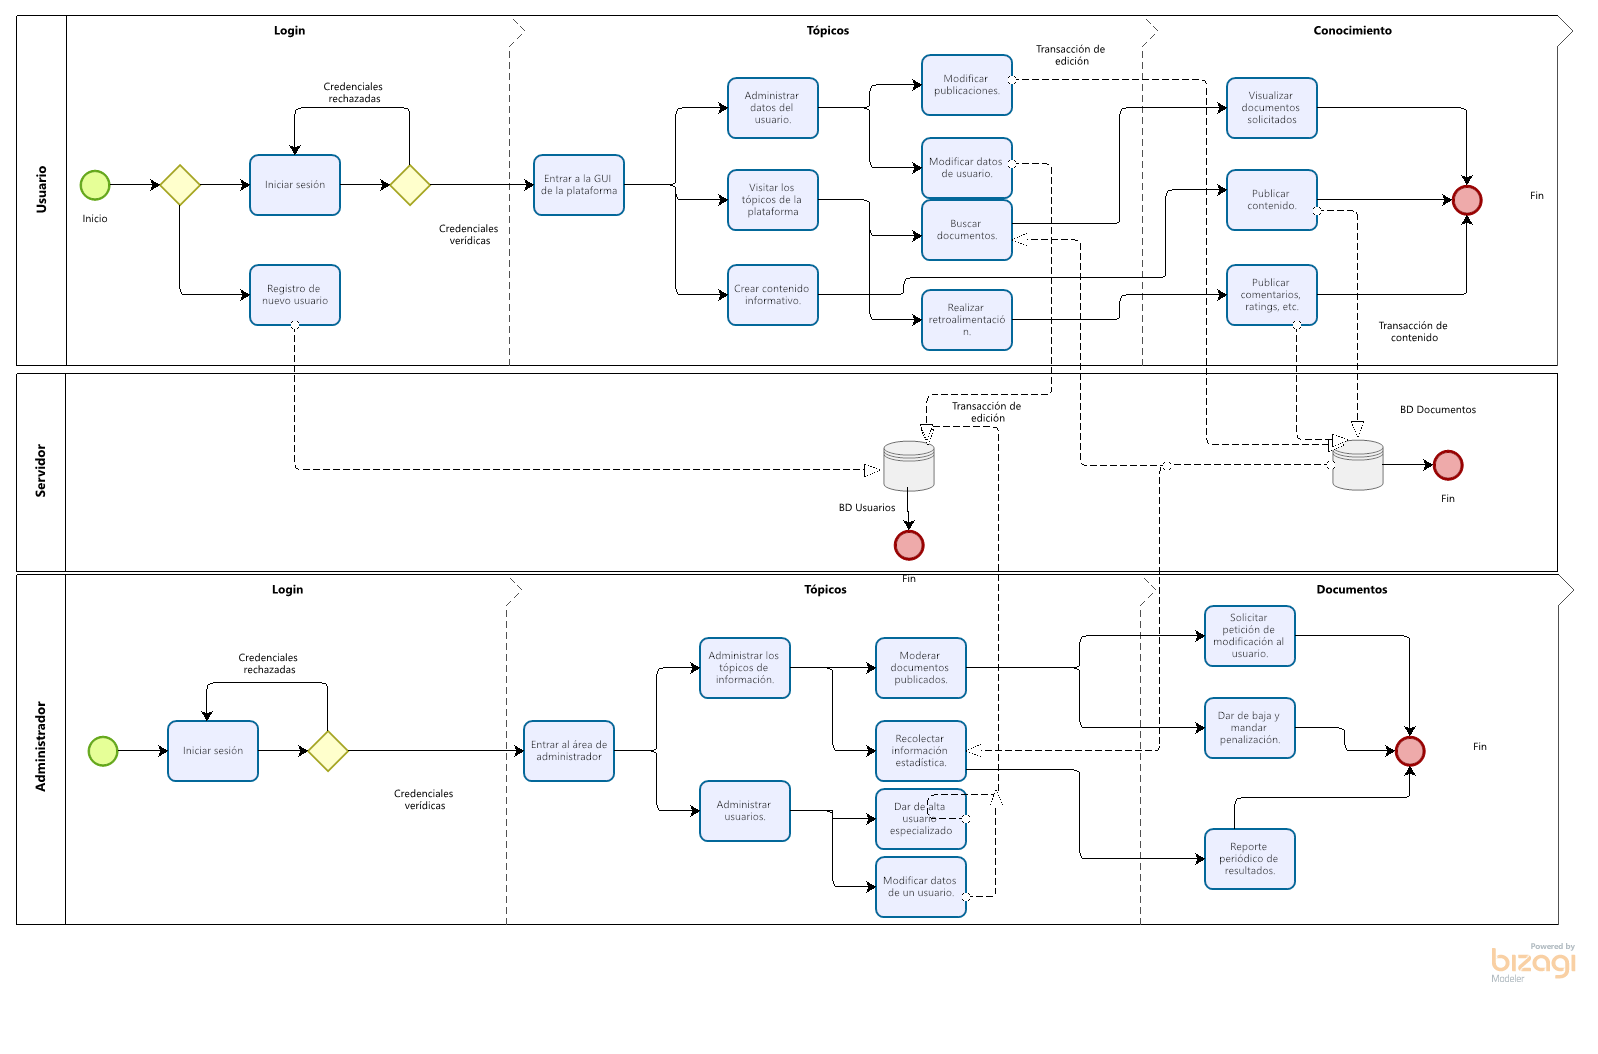 Usuario
Login
Tópicos
Conocimiento
Inicio
Credenciales
rechazadas
Iniciar sesión
Credenciales
verídicas
Registro de
nuevo usuario
Entrar a la GUI
de la plataforma
Administrar
datos del
usuario.
Visitar los
tópicos de la
plataforma
Crear contenido
informativo.
Modificar
publicaciones.
Transacción de
edición
Modificar datos
de usuario.
Buscar
documentos.
Realizar
retroalimentació
n.
Visualizar
documentos
solicitados
Publicar
contenido.
Publicar
comentarios,
ratings, etc.
Fin
Transacción de
contenido
Servidor
Transacción de
edición
BD Usuarios
Fin
BD Documentos
Fin
Administrador
Login
Tópicos
Documentos
Credenciales
rechazadas
Iniciar sesión
Credenciales
verídicas
Entrar al área de
administrador
Administrar los
tópicos de
información.
Administrar
usuarios.
Moderar
documentos
publicados.
Recolectar
información
estadística.
Dar de alta
usuario
especializado
Modificar datos
de un usuario.
Solicitar
petición de
modificación al
usuario.
Dar de baja y
mandar
penalización.
Reporte
periódico de
resultados.
Fin
Powered by
bizagi
Modeler